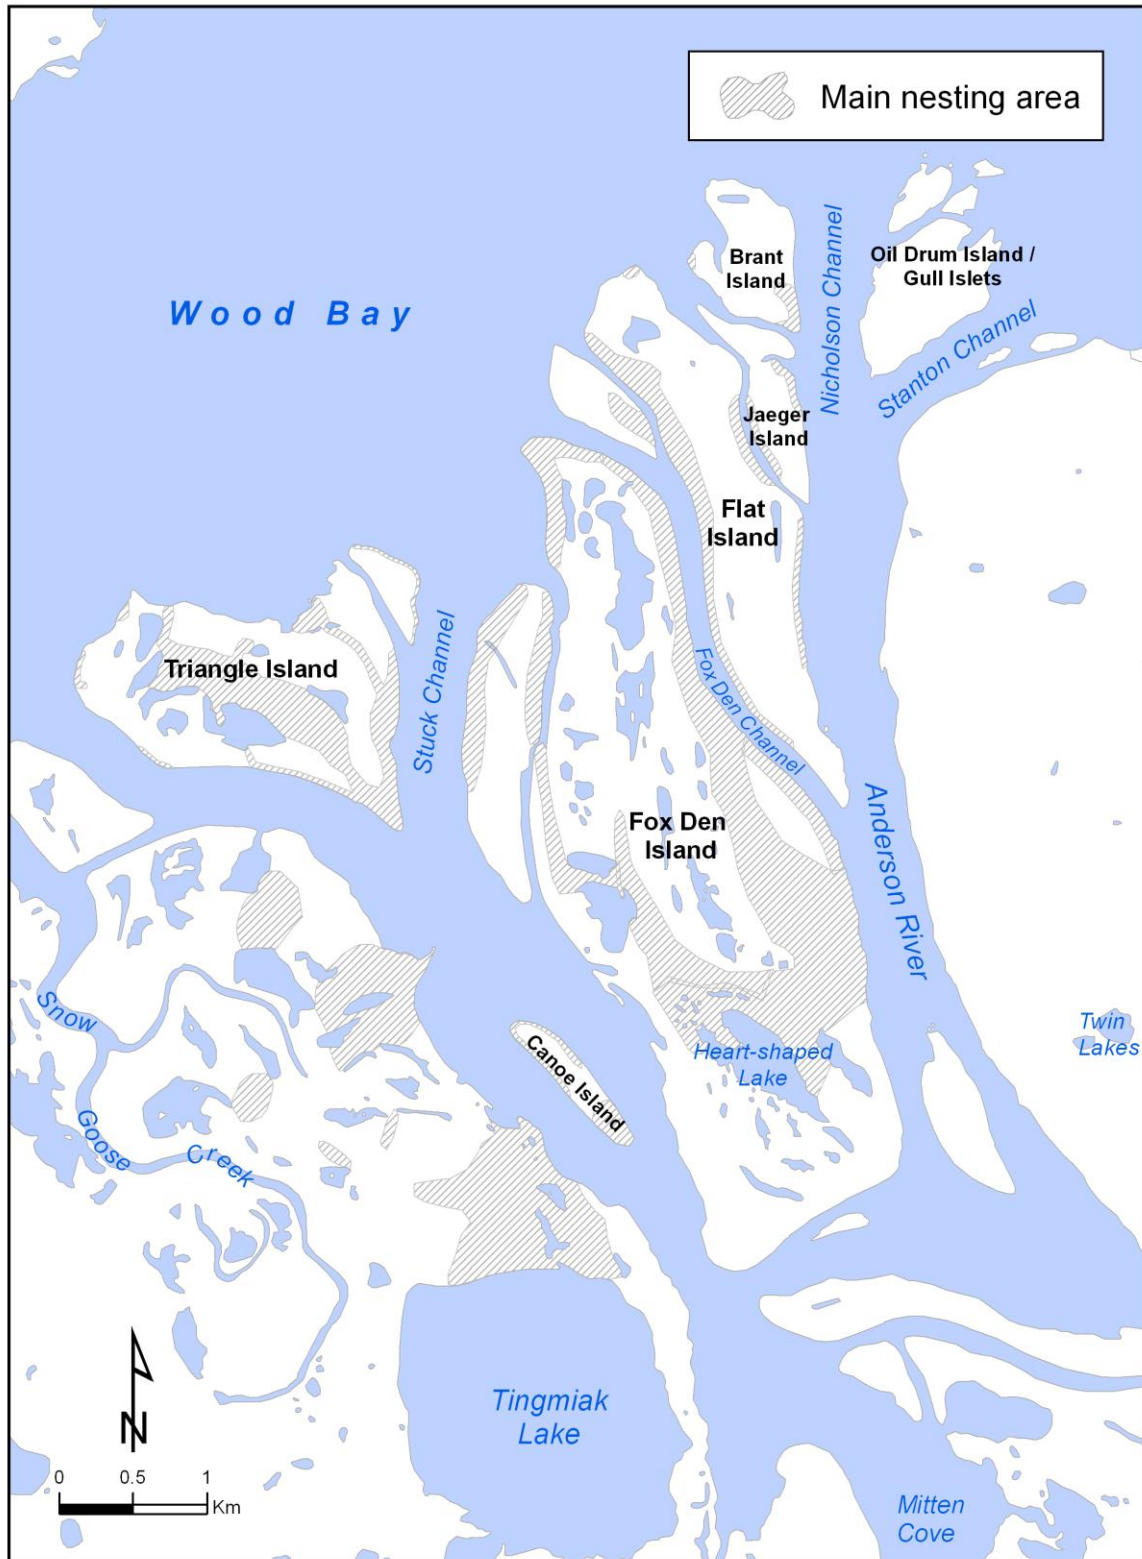 Main nesting area
Brant
Island
Nicholson Channel
Oil Drum Island /
Gull Islets
Wood Bay
Stanton Channel
Jaeger
Island
Flat
Island
Triangle Island
Stuck Channel
Fox Den Channel
Fox Den
Island
Anderson River
Snow
Goose
Creek
Canoe Island
Heart-shaped
Lake
Twin
Lakes
N
Tingmiak
Lake
0 0.5 1
Km
Mitten
Cove